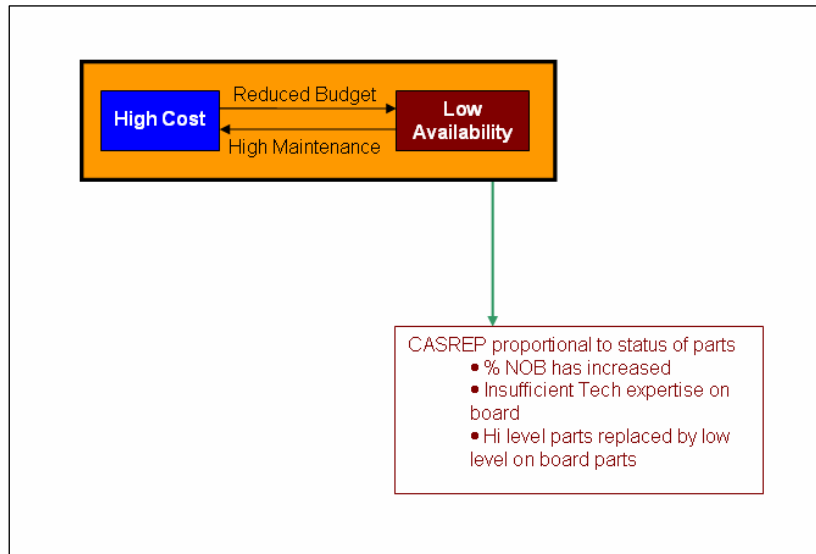 Reduced Budget
High Cost
Low
Availability
High Maintenance
CASREP proportional to status of parts
• % NOB has increased
• Insufficient Tech expertise on
board
• Hi level parts replaced by low
level on board parts